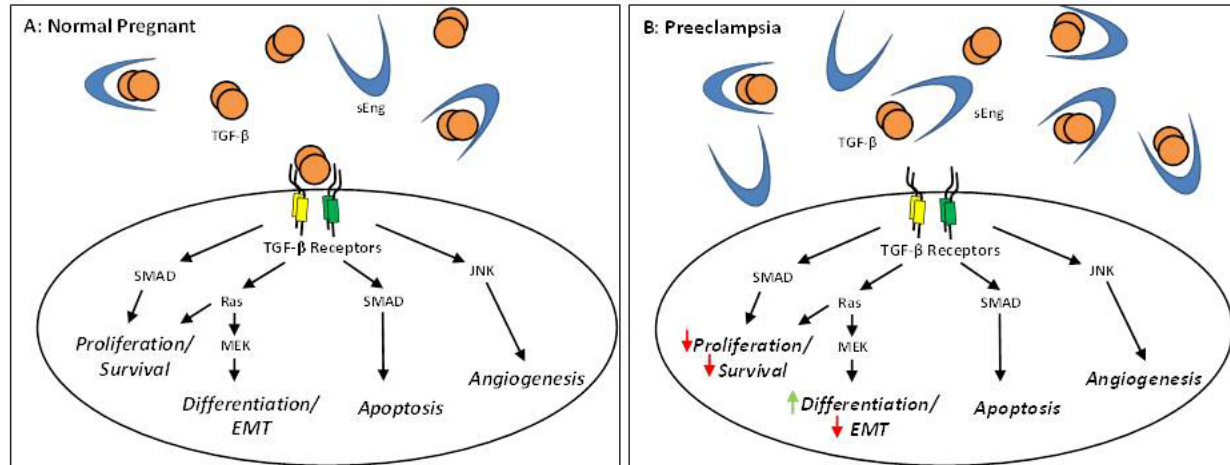 A: Normal Pregnant
sEng
TGF-β
TGF-β Receptors
SMAD
JNK
Ras
SMAD
Proliferation/
Survival
MEK
Angiogenesis
Differentiation/
EMT
Apoptosis
B: Preeclampsia
sEng
TGF-β
TGF-β Receptors
SMAD
JNK
Ras
SMAD
Proliferation/
Survival
MEK
Angiogenesis
Differentiation/
EMT
Apoptosis